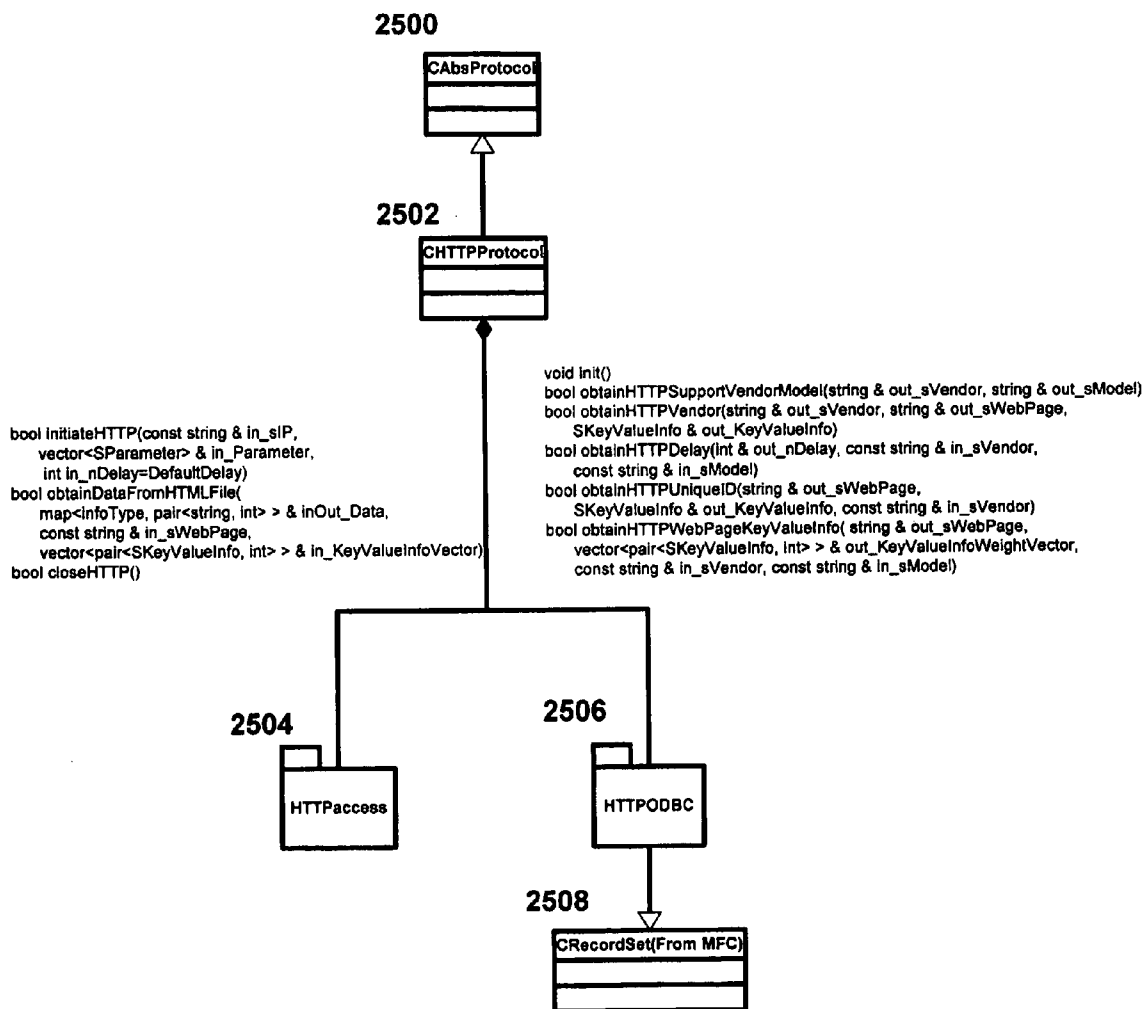 2500
CAbsProtocol
2502
CHTTPProtocol
bool initiateHTTP(const string & in_sIP,
vector<SParameter> & in_Parameter,
int in_nDelay=DefaultDelay)
bool obtainDataFromHTMLFile(
map<infoType, pair<string, int> > & inOut_Data,
const string & in_sWebPage,
vector<pair<SKeyValueInfo, int> > & in_KeyValueInfoVector)
bool closeHTTP()
void init()
bool obtainHTTPSupportVendorModel(string & out_sVendor, string & out_sModel)
bool obtainHTTPVendor(string & out_sVendor, string & out_sWebPage,
SKeyValueInfo & out_KeyValueInfo)
bool obtainHTTPDelay(int & out_nDelay, const string & in_sVendor,
const string & in_sModel)
bool obtainHTTPUniqueID(string & out_sWebPage,
SKeyValueInfo & out_KeyValueInfo, const string & in_sVendor)
bool obtainHTTPWebPageKeyValueInfo( string & out_sWebPage,
vector<pair<SKeyValueInfo, int> > & out_KeyValueInfoWeightVector,
const string & in_sVendor, const string & in_sModel)
2504
HTTPaccess
2506
HTTPODBC
2508
CRecordSet(From MFC)